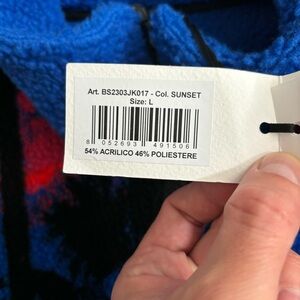 Art. BS2303JK017 - Col. SUNSET
Size: L
8 052693 491506
54% ACRILICO 46% POLIESTERE